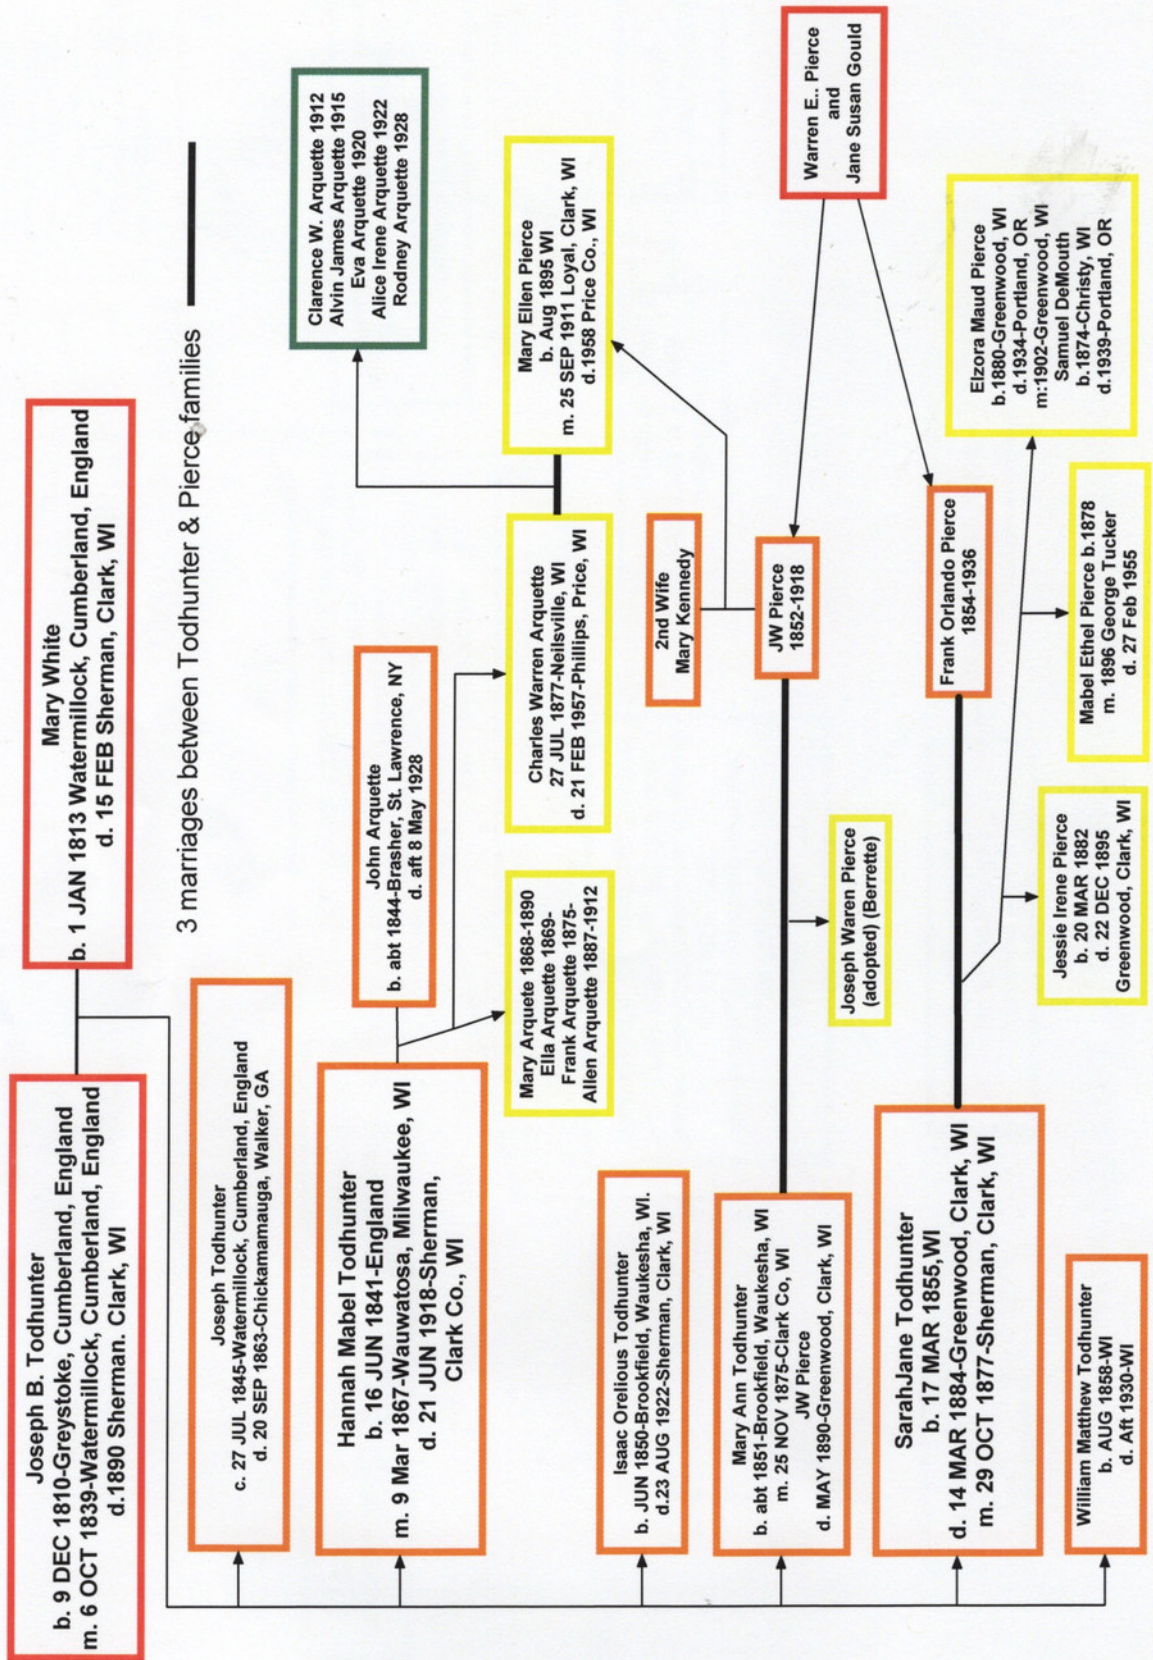 Joseph B. Todhunter
b. 9 DEC 1810-Greystoke, Cumberland, England
m. 6 OCT 1839-Watermillock, Cumberland, England
d.1890 Sherman. Clark, WI
Mary White
b. 1 JAN 1813 Watermillock, Cumberland, England
d. 15 FEB Sherman, Clark, WI
3 marriages between Todhunter & Pierce families
Joseph Todhunter
c. 27 JUL 1845-Watermillock, Cumberland, England
d. 20 SEP 1863-Chickamamauga, Walker, GA
Hannah Mabel Todhunter
b. 16 JUN 1841-England
m. 9 Mar 1867-Wauwatosa, Milwaukee, WI
d. 21 JUN 1918-Sherman,
Clark Co., WI
John Arquette
b. abt 1844-Brasher, St. Lawrence, NY
d. aft 8 May 1928
Clarence W. Arquette 1912
Alvin James Arquette 1915
Eva Arquette 1920
Alice Irene Arquette 1922
Rodney Arquette 1928
Mary Arquete 1868-1890
Ella Arquette 1869-
Frank Arquette 1875-
Allen Arquette 1887-1912
Charles Warren Arquette
27 JUL 1877-Neilsville, WI
d. 21 FEB 1957-Phillips, Price, WI
Mary Ellen Pierce
b. Aug 1895 WI
m. 25 SEP 1911 Loyal, Clark, WI
d.1958 Price Co., WI
Isaac Orelious Todhunter
b. JUN 1850-Brookfield, Waukesha, WI.
d.23 AUG 1922-Sherman, Clark, WI
2nd Wife
Mary Kennedy
Mary Ann Todhunter
b. abt 1851-Brookfield, Waukesha, WI
m. 25 NOV 1875-Clark Co, WI
JW Pierce
d. MAY 1890-Greenwood, Clark, WI
JW Pierce
1852-1918
Warren E.. Pierce
and
Jane Susan Gould
Joseph Waren Pierce
(adopted) (Berrette)
SarahJane Todhunter
b. 17 MAR 1855,WI
d. 14 MAR 1884-Greenwood, Clark, WI
m. 29 OCT 1877-Sherman, Clark, WI
Frank Orlando Pierce
1854-1936
Elzora Maud Pierce
b.1880-Greenwood, WI
d.1934-Portland, OR
m:1902-Greenwood, WI
Samuel DeMouth
b.1874-Christy, WI
d.1939-Portland, OR
Jessie Irene Pierce
b. 20 MAR 1882
d. 22 DEC 1895
Greenwood, Clark, WI
Mabel Ethel Pierce b.1878
m. 1896 George Tucker
d. 27 Feb 1955
William Matthew Todhunter
b. AUG 1858-WI
d. Aft 1930-WI